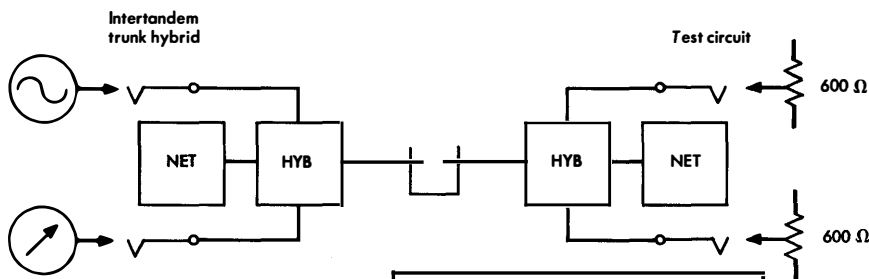 Intertandem
trunk hybrid
Test circuit
600 Ω
NET
HYB
HYB
NET
600 Ω